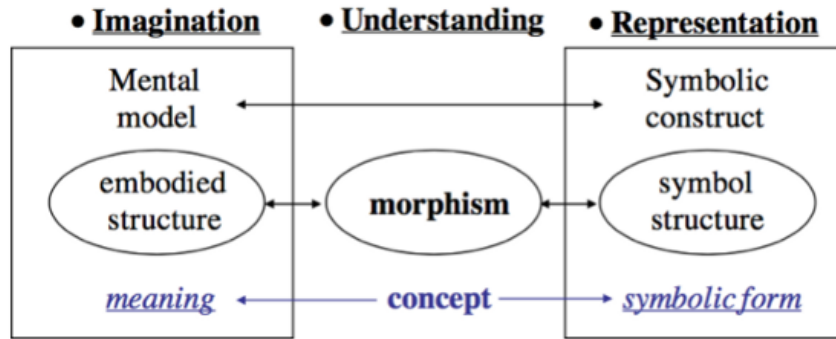 • Imagination
• Understanding
• Representation
Mental
model
Symbolic
construct
embodied
structure
morphism
symbol
structure
meaning
concept
symbolic form